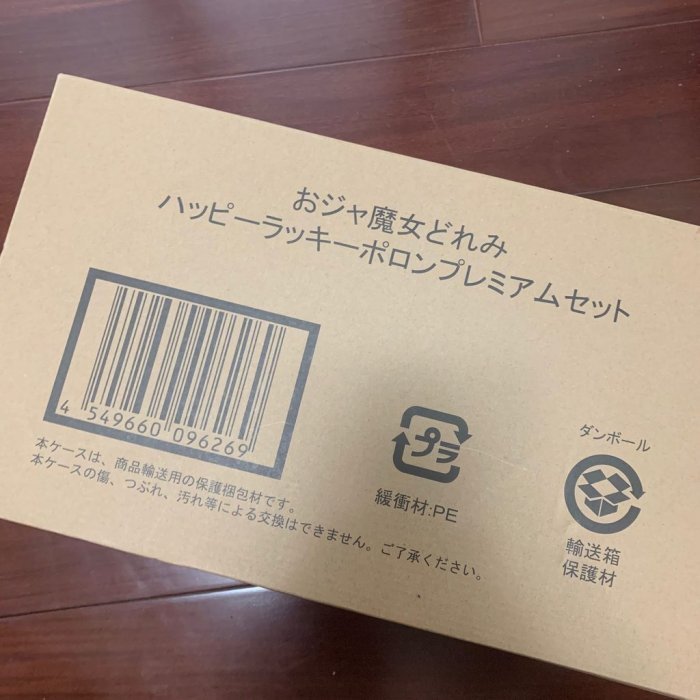 おジャ魔女どれみ
ハッピーラッキーポロンプレミアムセット
4 549660 096269
本ケースは、商品輸送用の保護梱包材です。
本ケースの傷、つぶれ、汚れ等による交換はできません。ご了承ください。
プラ
緩衝材:PE
ダンボール
輸送箱
保護材